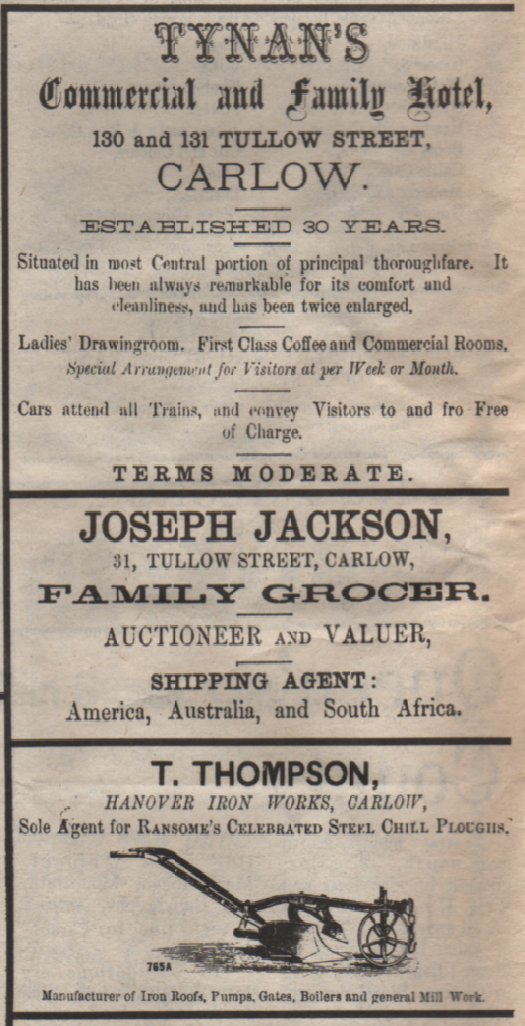 TYNAN'S
Commercial and Family Hotel,
130 and 131 TULLOW STREET,
CARLOW.
ESTABLISHED 30 YEARS.
Situated in most Central portion of principal thoroughfare. It
has been always remarkable for its comfort and
cleanliness, and has been twice enlarged.
Ladies' Drawingroom. First Class Coffee and Commercial Rooms.
Special Arrangement for Visitors at per Week or Month.
Cars attend all Trains, and convey Visitors to and fro Free
of Charge.
TERMS MODERATE.
JOSEPH JACKSON,
31, TULLOW STREET, CARLOW,
FAMILY GROCER.
AUCTIONEER AND VALUER,
SHIPPING AGENT:
America, Australia, and South Africa.
T. THOMPSON,
HANOVER IRON WORKS, CARLOW,
Sole Agent for RANSOME'S CELEBRATED STEEL CHILL PLOUGHS.
765A
Manufacturer of Iron Roofs, Pumps, Gates, Boilers and general Mill Work.